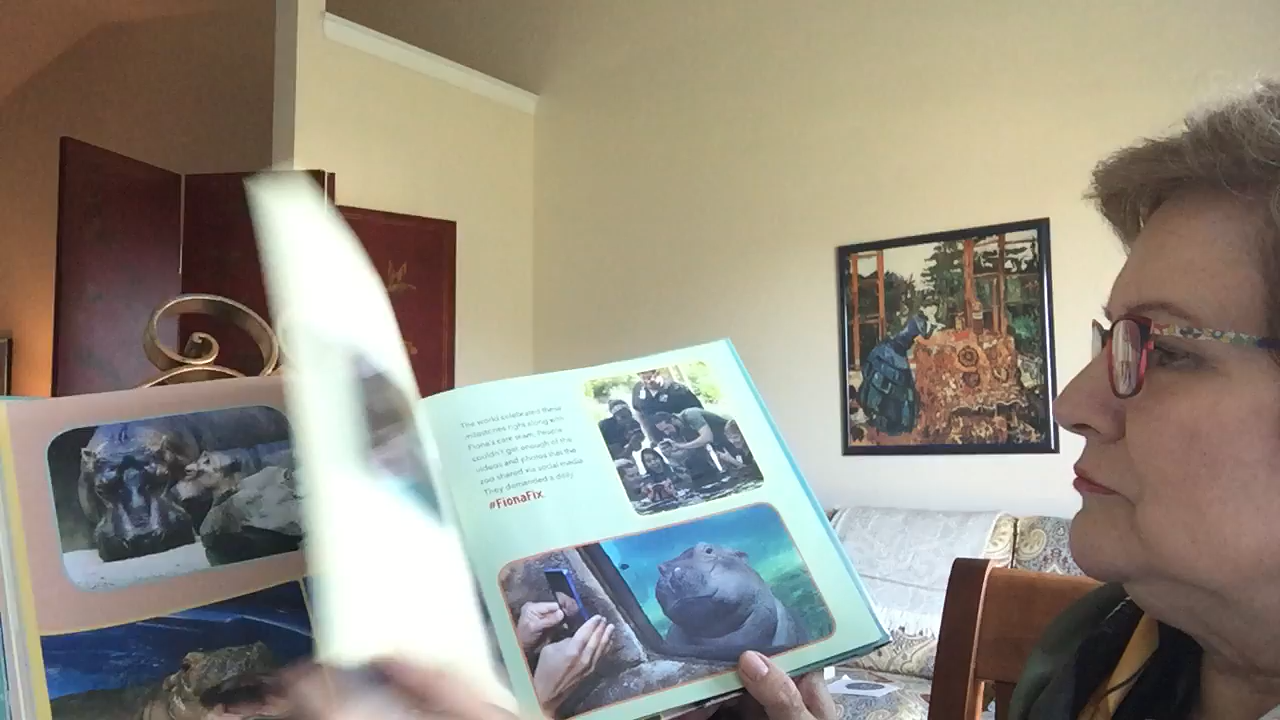 The world celebrated these
milestones right along with
Fiona's care team. People
couldn't get enough of the
videos and photos that the
zoo shared via social media.
They demanded a daily
#FionaFix.